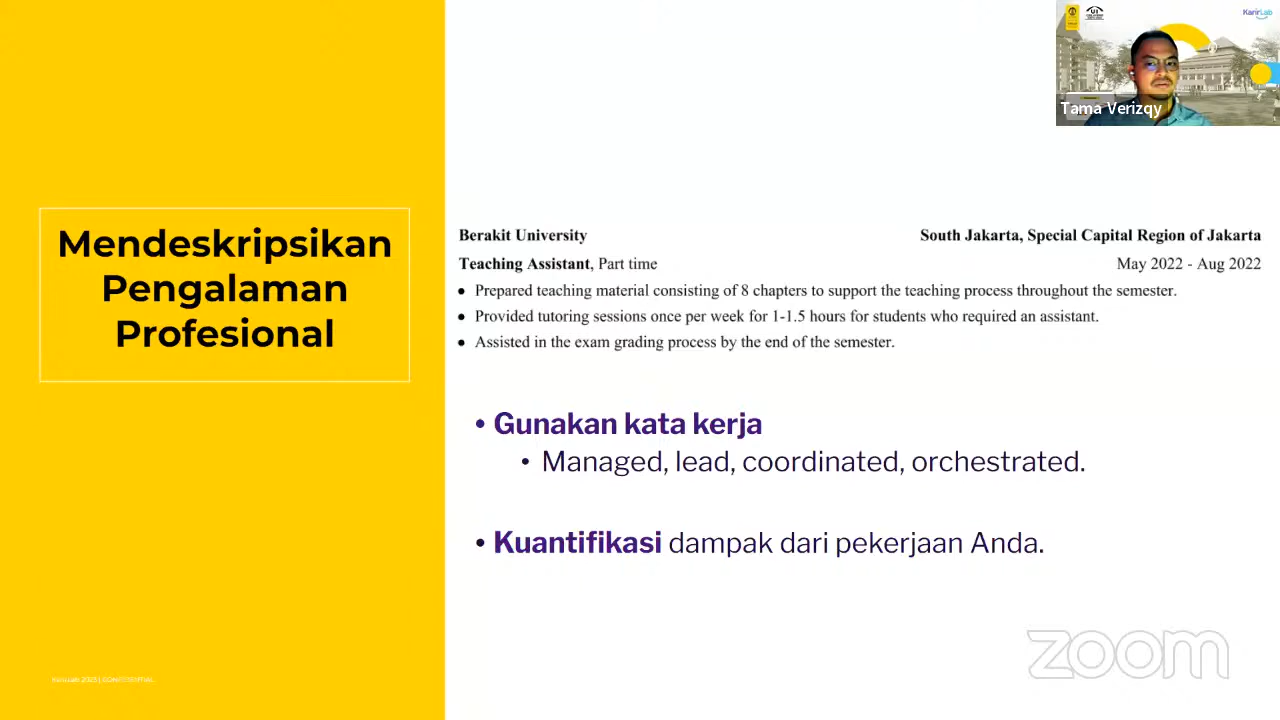 KarirLab
Tama Verizqy
Mendeskripsikan
Pengalaman
Profesional
Berakit University
South Jakarta, Special Capital Region of Jakarta
Teaching Assistant, Part time
May 2022 - Aug 2022
• Prepared teaching material consisting of 8 chapters to support the teaching process throughout the semester.
• Provided tutoring sessions once per week for 1-1.5 hours for students who required an assistant.
• Assisted in the exam grading process by the end of the semester.
• Gunakan kata kerja
• Managed, lead, coordinated, orchestrated.
• Kuantifikasi dampak dari pekerjaan Anda.
KarirLab 2023 | CONFIDENTIAL
zoom